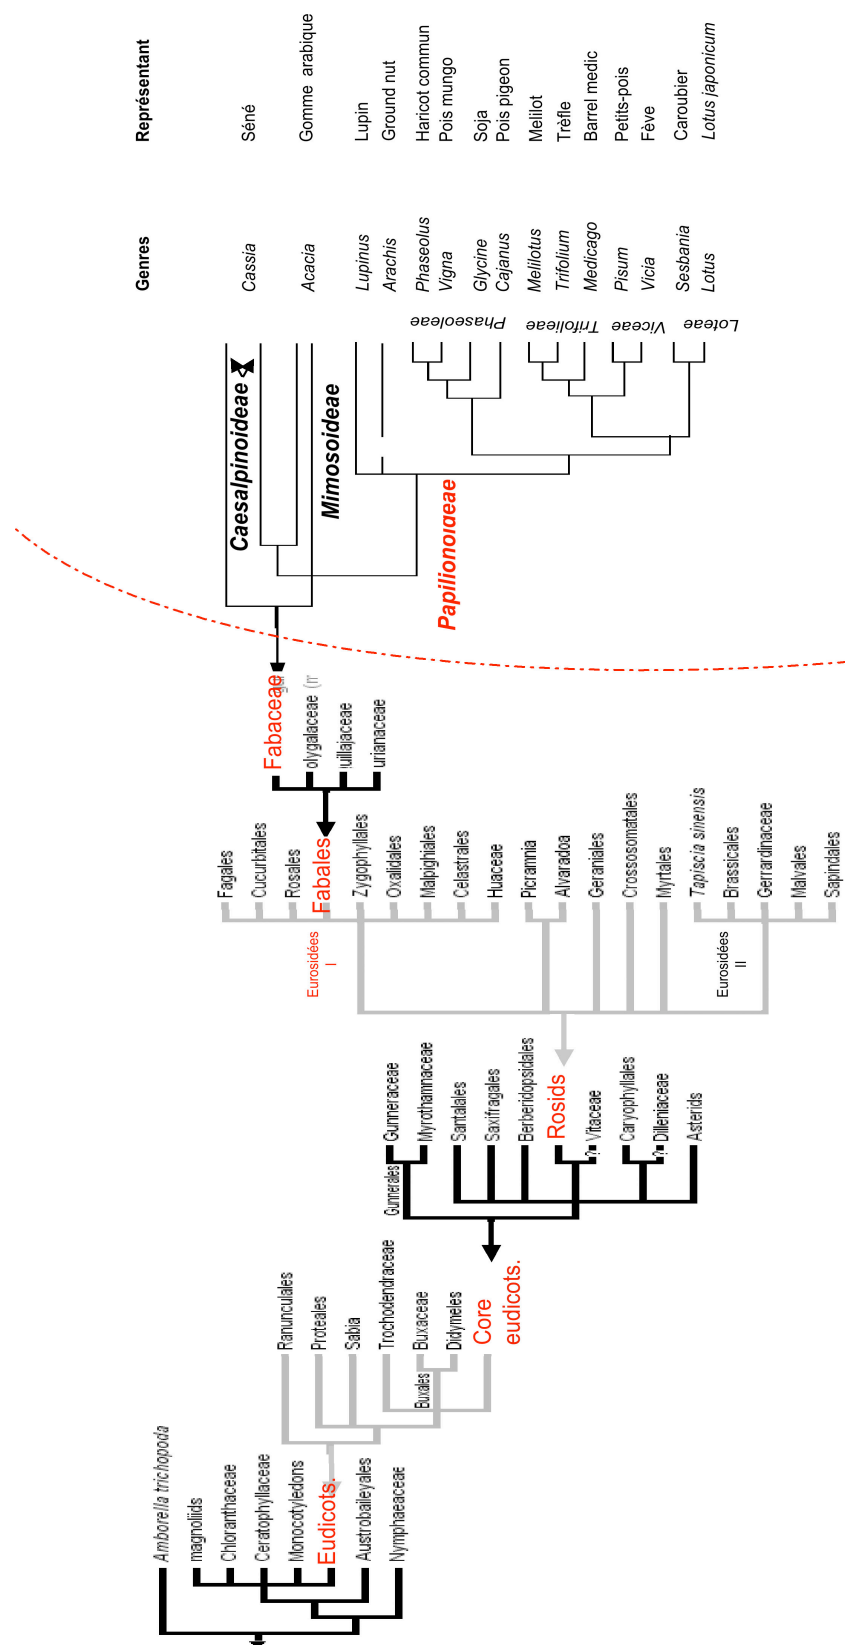 Représentant
Séné
Gomme arabique
Lupin
Ground nut
Haricot commun
Pois mungo
Soja
Pois pigeon
Melilot
Trèfle
Barrel medic
Petits-pois
Fève
Caroubier
Lotus japonicum
Genres
Cassia
Acacia
Lupinus
Arachis
Phaseolus
Vigna
Glycine
Cajanus
Melilotus
Trifolium
Medicago
Pisum
Vicia
Sesbania
Lotus
Phaseoleae
Trifolieae
Viceae
Loteae
Caesalpinoideae
Mimosoideae
Papilionoideae
Fabaceae
olygalaceae (m
uillajaceae
urianaceae
Fagales
Cucurbitales
Rosales
Fabales
Zygophyllales
Oxalidales
Malpighiales
Celastrales
Huaceae
Picramnia
Alvaradoa
Geraniales
Crossosomatales
Myrtales
Tapiscia sinensis
Brassicales
Gerrardinaceae
Malvales
Sapindales
Eurosidées
I
Eurosidées
II
Gunneraceae
Myrothamnaceae
Santalales
Saxifragales
Berberidopsidales
Rosids
? Vitaceae
Caryophyllales
? Dilleniaceae
Asterids
Gunnerales
Ranunculales
Proteales
Sabia
Trochodendraceae
Buxaceae
Didymeles
Core
eudicots.
Buxales
Amborella trichopoda
magnoliids
Chloranthaceae
Ceratophyllaceae
Monocotyledons
Eudicots.
Austrobaileyales
Nymphaeaceae